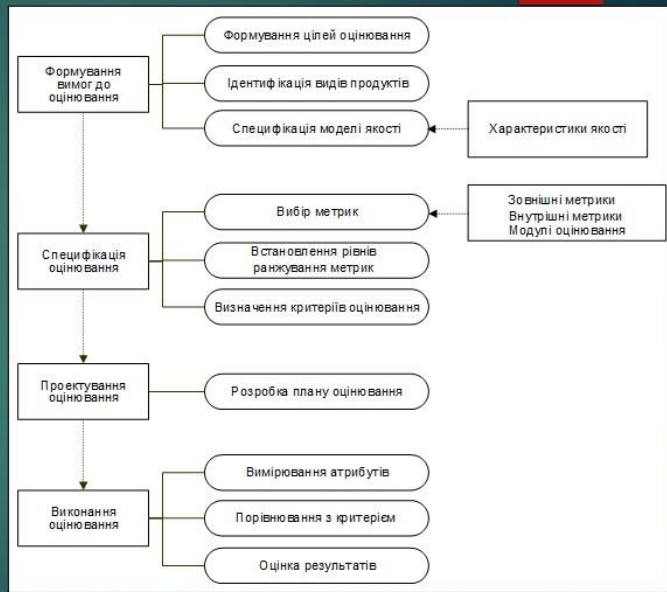 Формування
вимог до
оцінювання
Формування цілей оцінювання
Ідентифікація видів продуктів
Специфікація моделі якості
Характеристики якості
Специфікація
оцінювання
Вибір метрик
Зовнішні метрики
Внутрішні метрики
Модулі оцінювання
Встановлення рівнів
ранжування метрик
Визначення критеріїв оцінювання
Проектування
оцінювання
Розробка плану оцінювання
Виконання
оцінювання
Вимірювання атрибутів
Порівнювання з критерієм
Оцінка результатів